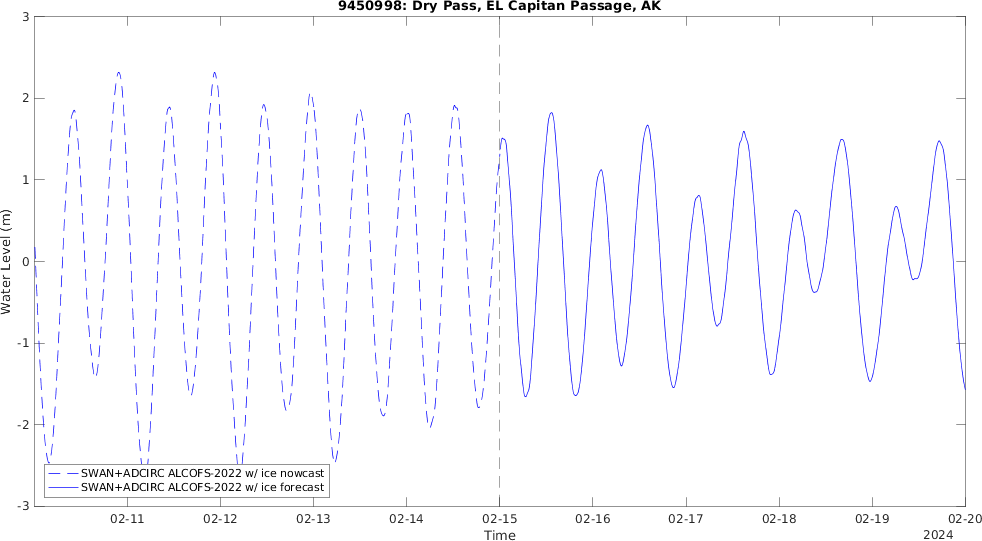 9450998: Dry Pass, EL Capitan Passage, AK
3
2
1
0
-1
-2
-3
Water Level (m)
SWAN+ADCIRC ALCOFS-2022 w/ ice nowcast
SWAN+ADCIRC ALCOFS-2022 w/ ice forecast
02-11 02-12 02-13 02-14 02-15 02-16 02-17 02-18 02-19 02-20
Time
2024